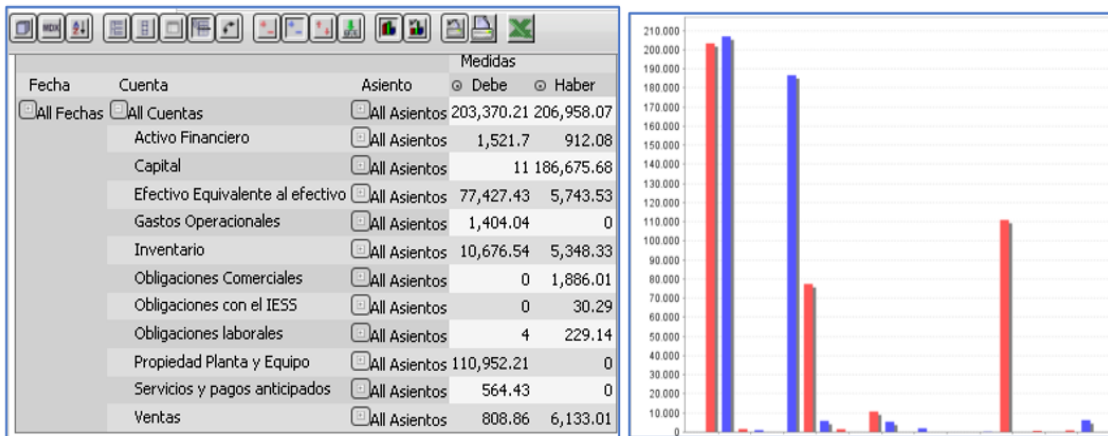 MDX
Medidas
Fecha Cuenta Asiento Debe Haber
All Fechas All Cuentas All Asientos 203,370.21 206,958.07
Activo Financiero All Asientos 1,521.7 912.08
Capital All Asientos 11 186,675.68
Efectivo Equivalente al efectivo All Asientos 77,427.43 5,743.53
Gastos Operacionales All Asientos 1,404.04 0
Inventario All Asientos 10,676.54 5,348.33
Obligaciones Comerciales All Asientos 0 1,886.01
Obligaciones con el IESS All Asientos 0 30.29
Obligaciones laborales All Asientos 4 229.14
Propiedad Planta y Equipo All Asientos 110,952.21 0
Servicios y pagos anticipados All Asientos 564.43 0
Ventas All Asientos 808.86 6,133.01
210.000
200.000
190.000
180.000
170.000
160.000
150.000
140.000
130.000
120.000
110.000
100.000
90.000
80.000
70.000
60.000
50.000
40.000
30.000
20.000
10.000
0